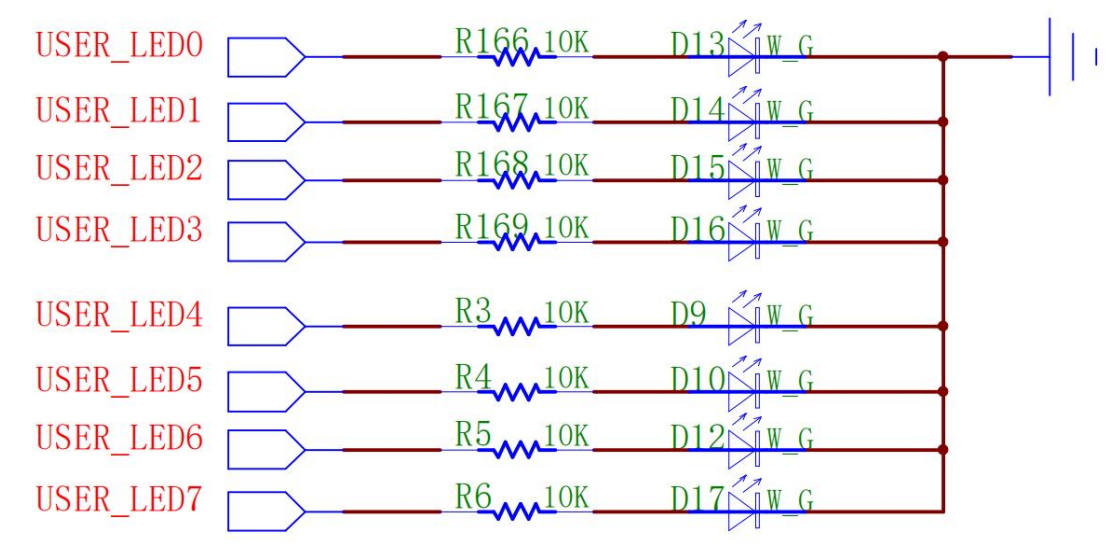 USER_LED0 R166 10K D13 W_G
USER_LED1 R167 10K D14 W_G
USER_LED2 R168 10K D15 W_G
USER_LED3 R169 10K D16 W_G
USER_LED4 R3 10K D9 W_G
USER_LED5 R4 10K D10 W_G
USER_LED6 R5 10K D12 W_G
USER_LED7 R6 10K D17 W_G